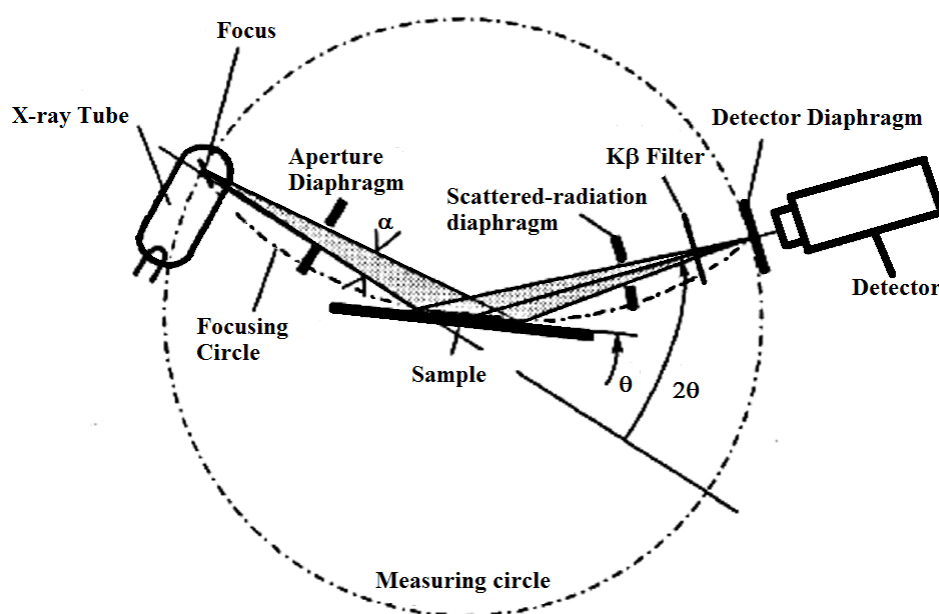 Focus
X-ray Tube
Aperture
Diaphragm
α
Detector Diaphragm
Kβ Filter
Scattered-radiation
diaphragm
Detector
Focusing
Circle
Sample
θ
2θ
Measuring circle